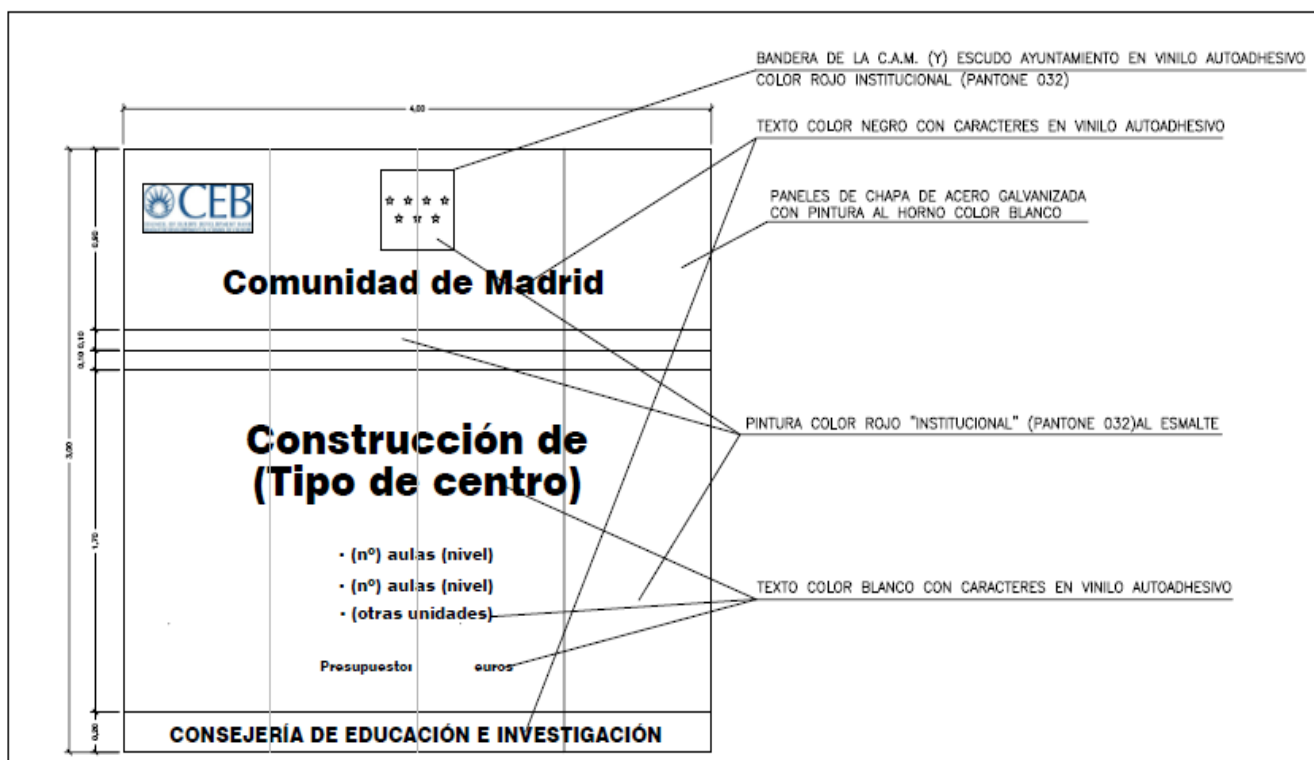 BANDERA DE LA C.A.M. (Y) ESCUDO AYUNTAMIENTO EN VINILO AUTOADHESIVO
COLOR ROJO INSTITUCIONAL (PANTONE 032)
4,00
TEXTO COLOR NEGRO CON CARACTERES EN VINILO AUTOADHESIVO
CEB
PANELES DE CHAPA DE ACERO GALVANIZADA
CON PINTURA AL HORNO COLOR BLANCO
0,90
Comunidad de Madrid
0,10
0,10
Construcción de
(Tipo de centro)
PINTURA COLOR ROJO "INSTITUCIONAL" (PANTONE 032)AL ESMALTE
3,00
1,70
· (nº) aulas (nivel)
· (nº) aulas (nivel)
· (otras unidades)
TEXTO COLOR BLANCO CON CARACTERES EN VINILO AUTOADHESIVO
Presupuesto: euros
0,20
CONSEJERÍA DE EDUCACIÓN E INVESTIGACIÓN